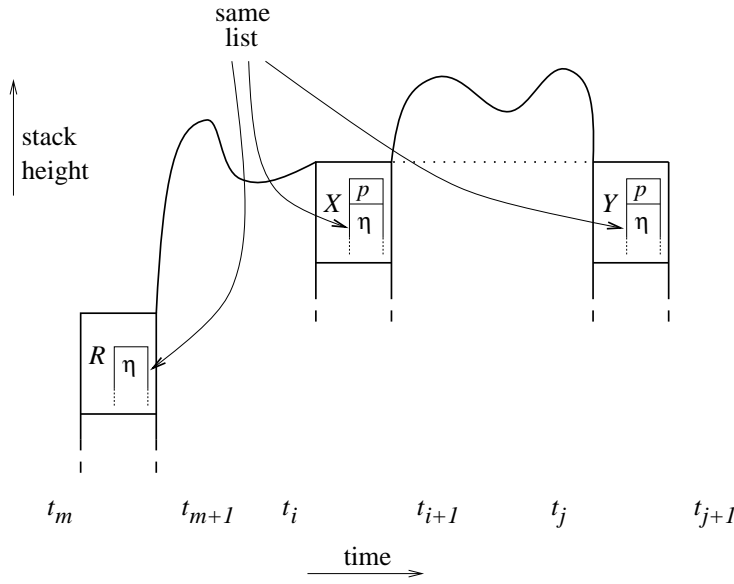 same
list
stack
height
X
p
η
Y
p
η
R
η
t_m
t_{m+1}
t_i
t_{i+1}
t_j
t_{j+1}
time